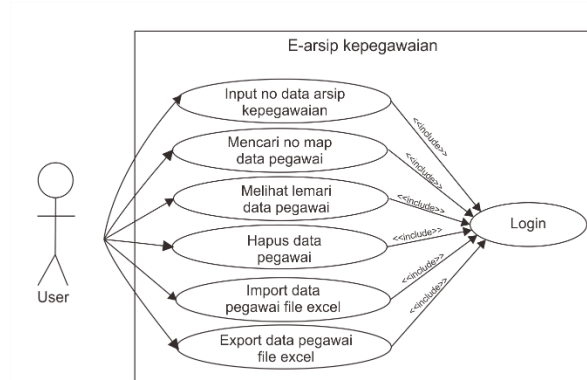 E-arsip kepegawaian
Input no data arsip
kepegawaian
<<include>>
Mencari no map
data pegawai
<<include>>
Melihat lemari
data pegawai
<<include>>
Login
Hapus data
pegawai
<<include>>
Import data
pegawai file excel
<<include>>
User
Export data pegawai
file excel
<<include>>